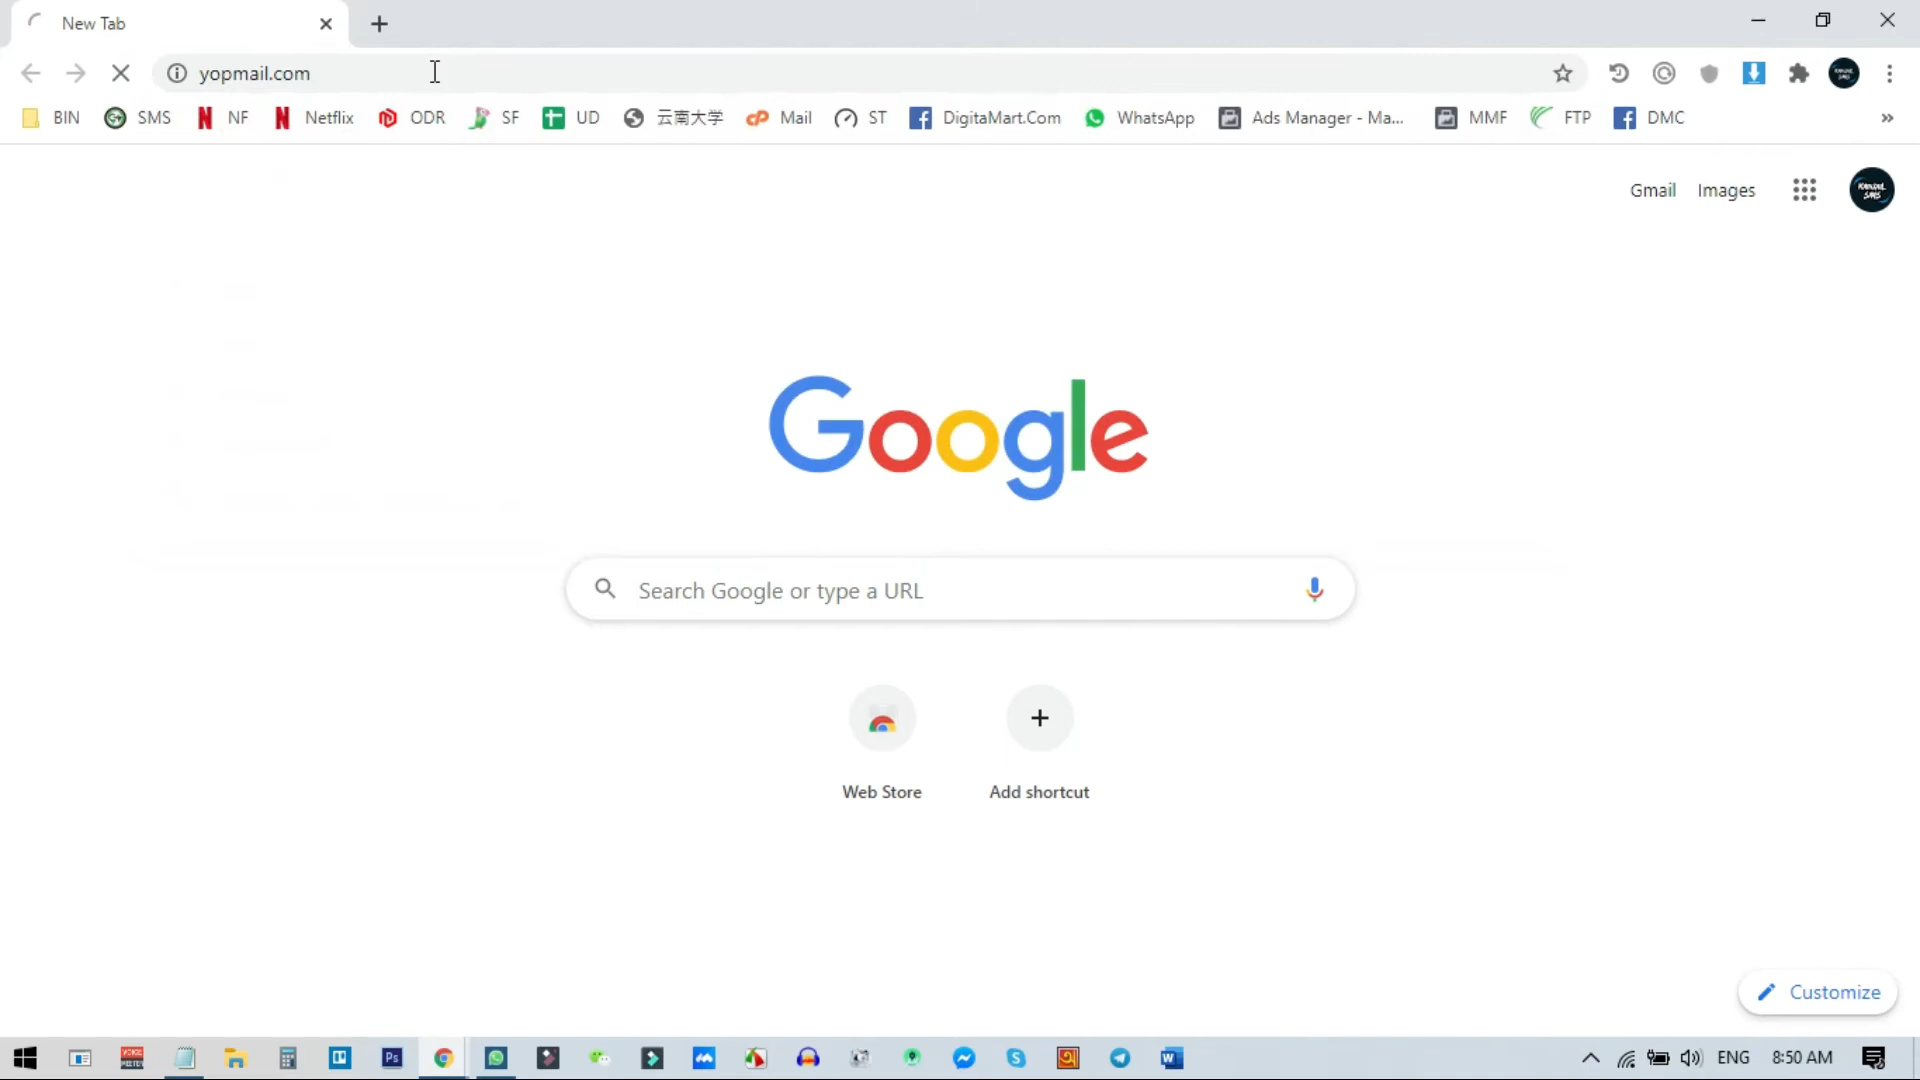 New Tab
yopmail.com
BIN SMS NF Netflix ODR SF UD 云南大学 Mail ST DigitaMart.Com WhatsApp Ads Manager - Ma... MMF FTP DMC »
Gmail Images
Google
Search Google or type a URL
Web Store Add shortcut
Customize
ENG 8:50 AM